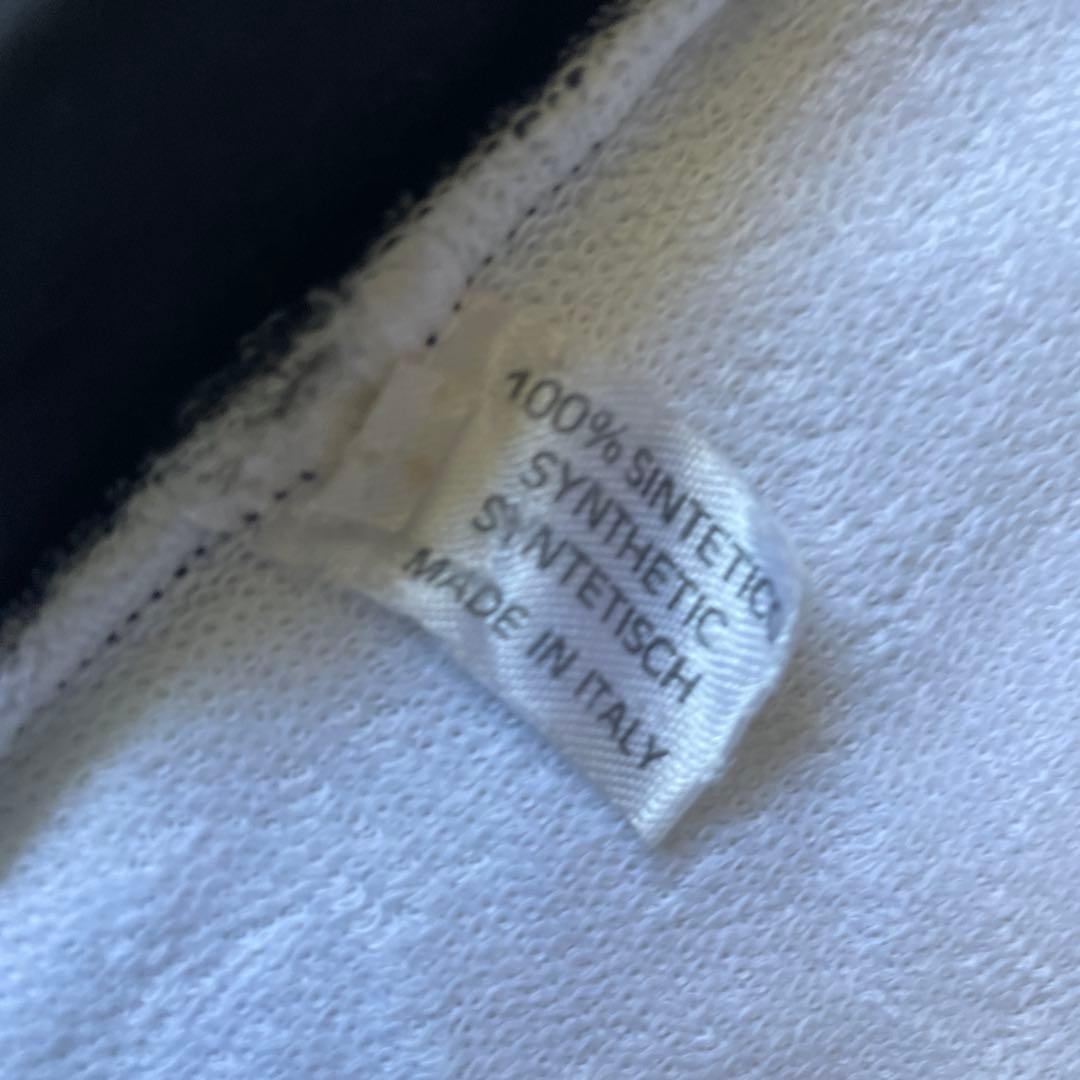 100% SINTETICO
SYNTHETIC
SYNTETISCH
MADE IN ITALY